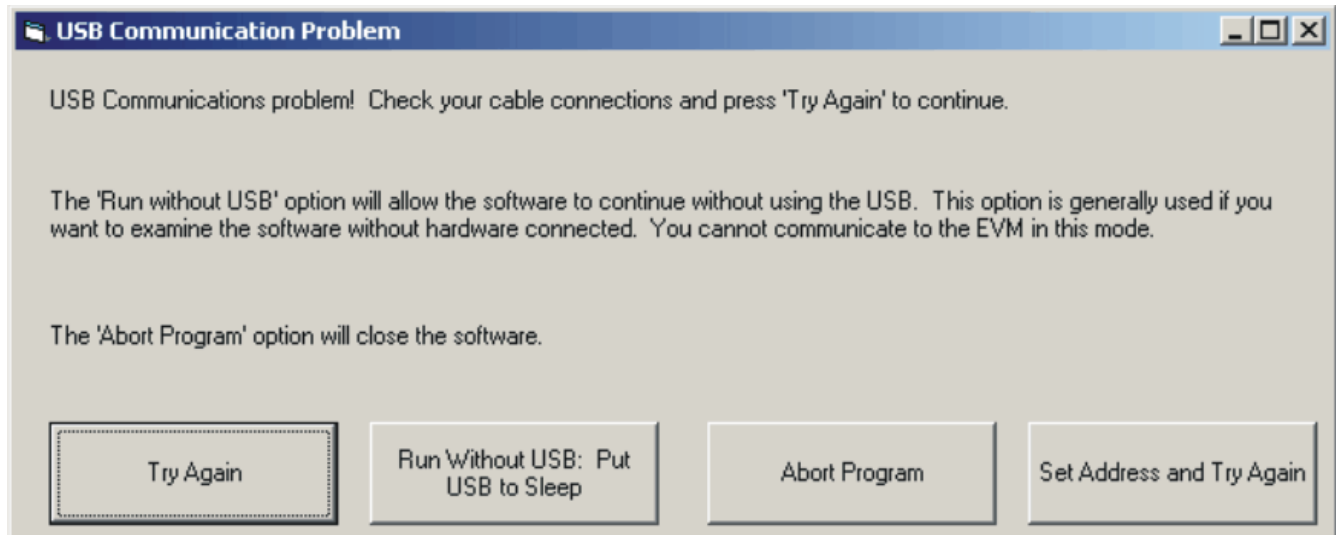 USB Communication Problem
USB Communications problem!  Check your cable connections and press 'Try Again' to continue.
The 'Run without USB' option will allow the software to continue without using the USB.  This option is generally used if you
want to examine the software without hardware connected.  You cannot communicate to the EVM in this mode.
The 'Abort Program' option will close the software.
Try Again
Run Without USB:  Put
USB to Sleep
Abort Program
Set Address and Try Again